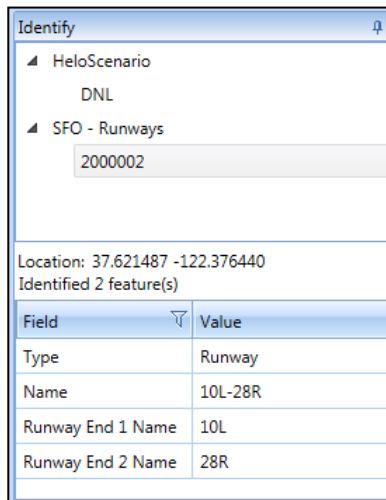 Identify
HeloScenario
DNL
SFO - Runways
2000002
Location: 37.621487 -122.376440
Identified 2 feature(s)
Field Value
Type Runway
Name 10L-28R
Runway End 1 Name 10L
Runway End 2 Name 28R